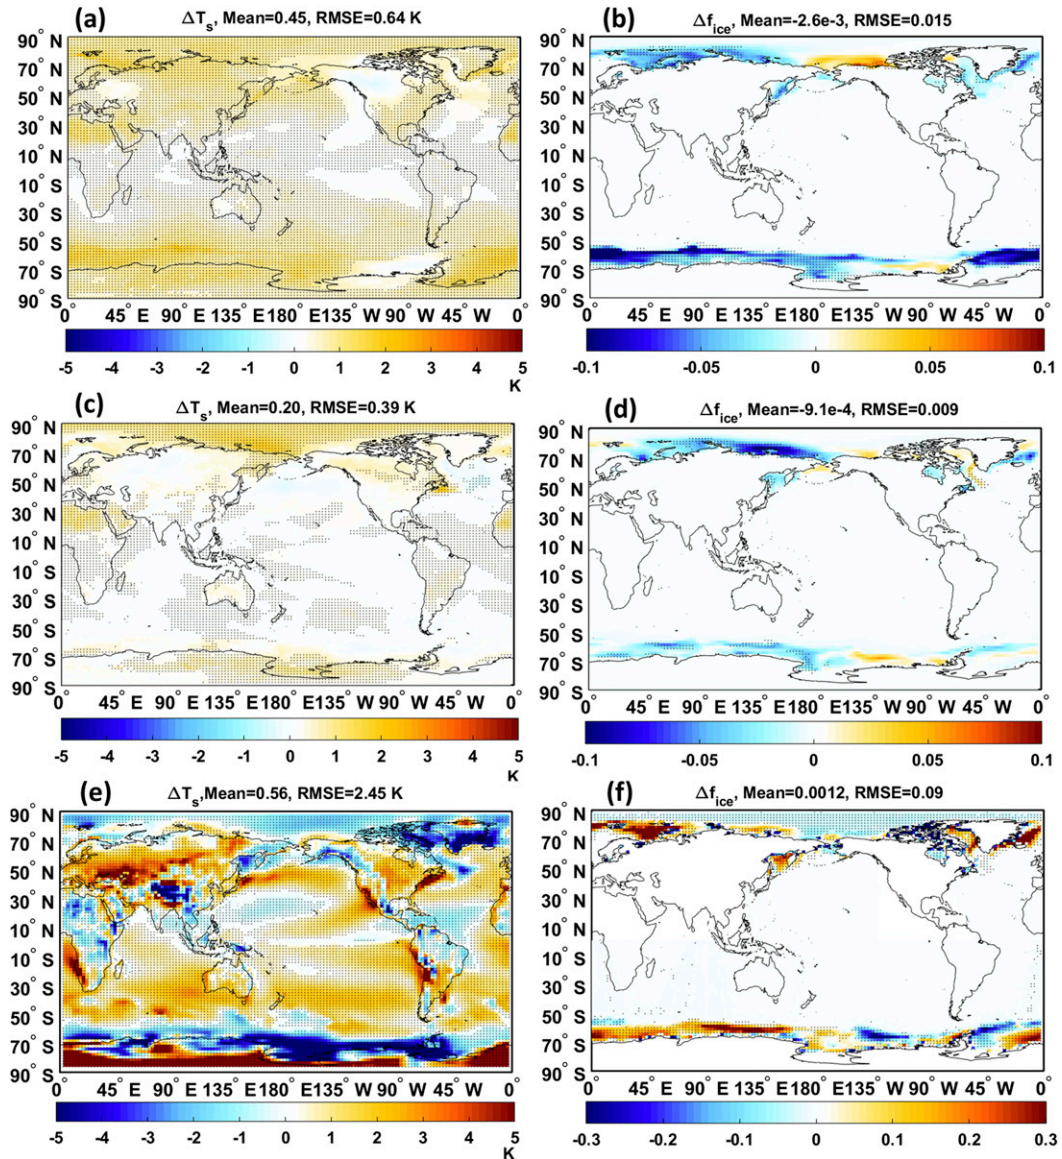 (a) ΔTs, Mean=0.45, RMSE=0.64 K
90° N
70° N
50° N
30° N
10° N
10° S
30° S
50° S
70° S
90° S
0° 45° E 90° E 135° E180° E135° W 90° W 45° W 0°
-5 -4 -3 -2 -1 0 1 2 3 4 5
K
(b) Δfice, Mean=-2.6e-3, RMSE=0.015
90° N
70° N
50° N
30° N
10° N
10° S
30° S
50° S
70° S
90° S
0° 45° E 90° E 135° E180° E135° W 90° W 45° W 0°
-0.1 -0.05 0 0.05 0.1
(c) ΔTs, Mean=0.20, RMSE=0.39 K
90° N
70° N
50° N
30° N
10° N
10° S
30° S
50° S
70° S
90° S
0° 45° E 90° E 135° E180° E135° W 90° W 45° W 0°
-5 -4 -3 -2 -1 0 1 2 3 4 5
K
(d) Δfice, Mean=-9.1e-4, RMSE=0.009
90° N
70° N
50° N
30° N
10° N
10° S
30° S
50° S
70° S
90° S
0° 45° E 90° E 135° E180° E135° W 90° W 45° W 0°
-0.1 -0.05 0 0.05 0.1
(e) ΔTs,Mean=0.56, RMSE=2.45 K
90° N
70° N
50° N
30° N
10° N
10° S
30° S
50° S
70° S
90° S
0° 45° E 90° E 135° E180° E135° W 90° W 45° W 0°
-5 -4 -3 -2 -1 0 1 2 3 4 5
K
(f) Δfice, Mean=0.0012, RMSE=0.09
90° N
70° N
50° N
30° N
10° N
10° S
30° S
50° S
70° S
90° S
0° 45° E 90° E 135° E180° E135° W 90° W 45° W 0°
-0.3 -0.2 -0.1 0 0.1 0.2 0.3